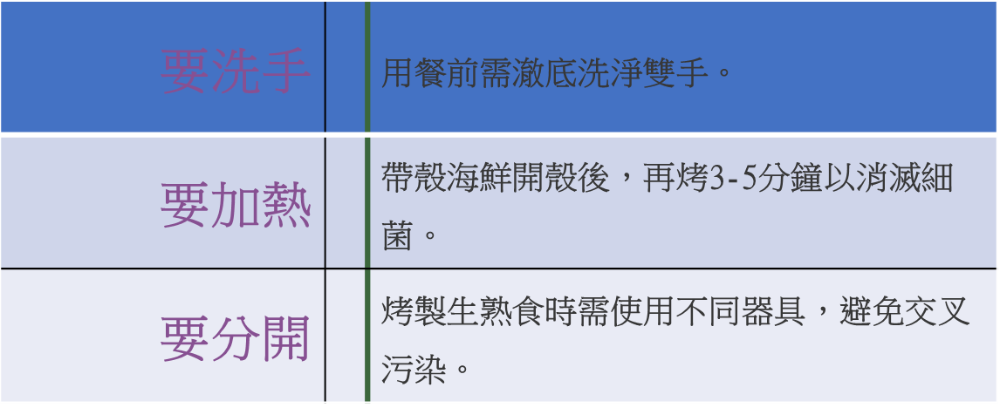 要洗手
用餐前需澈底洗淨雙手。
要加熱
帶殼海鮮開殼後，再烤3-5分鐘以消滅細
菌。
要分開
烤製生熟食時需使用不同器具，避免交叉
污染。